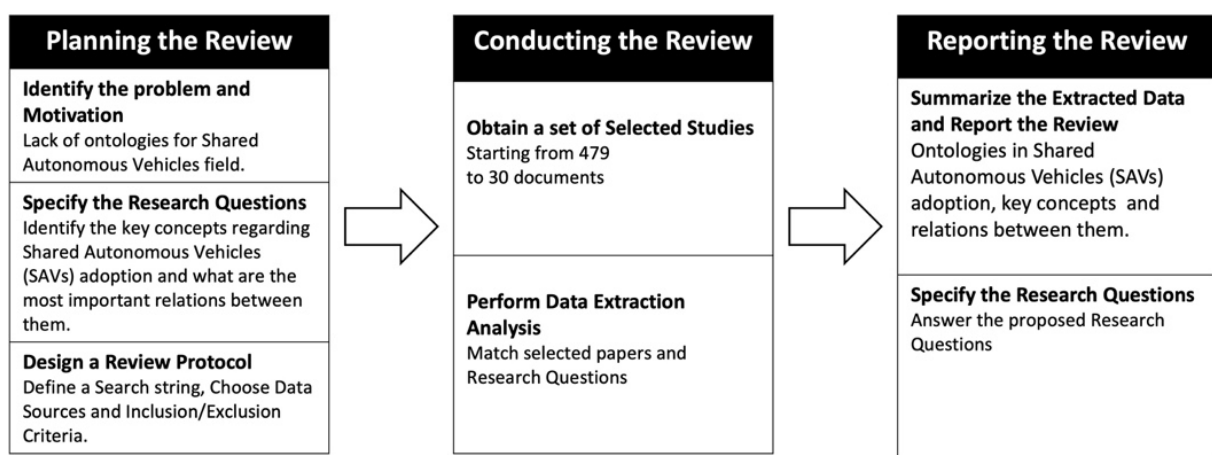 Planning the Review
Identify the problem and
Motivation
Lack of ontologies for Shared
Autonomous Vehicles field.
Specify the Research Questions
Identify the key concepts regarding
Shared Autonomous Vehicles
(SAVs) adoption and what are the
most important relations between
them.
Design a Review Protocol
Define a Search string, Choose Data
Sources and Inclusion/Exclusion
Criteria.
Conducting the Review
Obtain a set of Selected Studies
Starting from 479
to 30 documents
Perform Data Extraction
Analysis
Match selected papers and
Research Questions
Reporting the Review
Summarize the Extracted Data
and Report the Review
Ontologies in Shared
Autonomous Vehicles (SAVs)
adoption, key concepts and
relations between them.
Specify the Research Questions
Answer the proposed Research
Questions